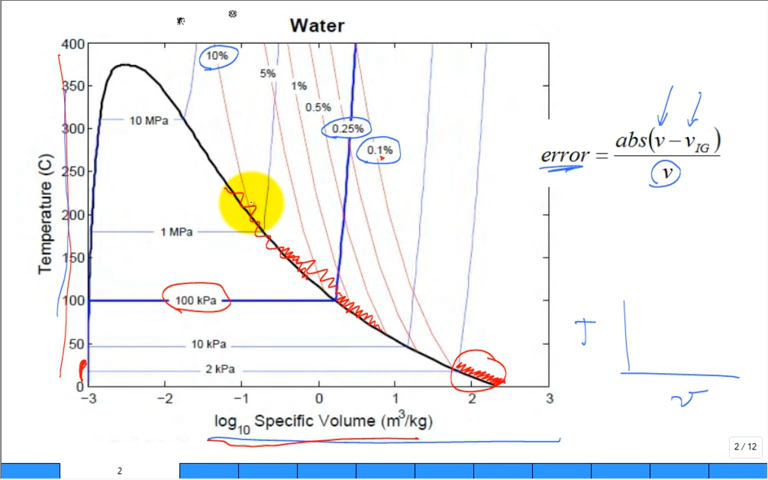 Water
400
350
300
250
200
150
100
50
0
Temperature (C)
10%
5%
1%
0.5%
0.25%
0.1%
10 MPa
1 MPa
100 kPa
10 kPa
2 kPa
−3 −2 −1 0 1 2 3
log10 Specific Volume (m³/kg)
error = abs(v − vIG) / v
T
v
2 / 12
2